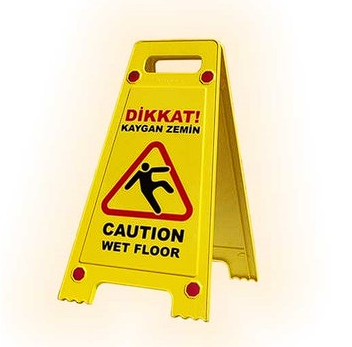 DİKKAT!
KAYGAN ZEMİN
CAUTION
WET FLOOR